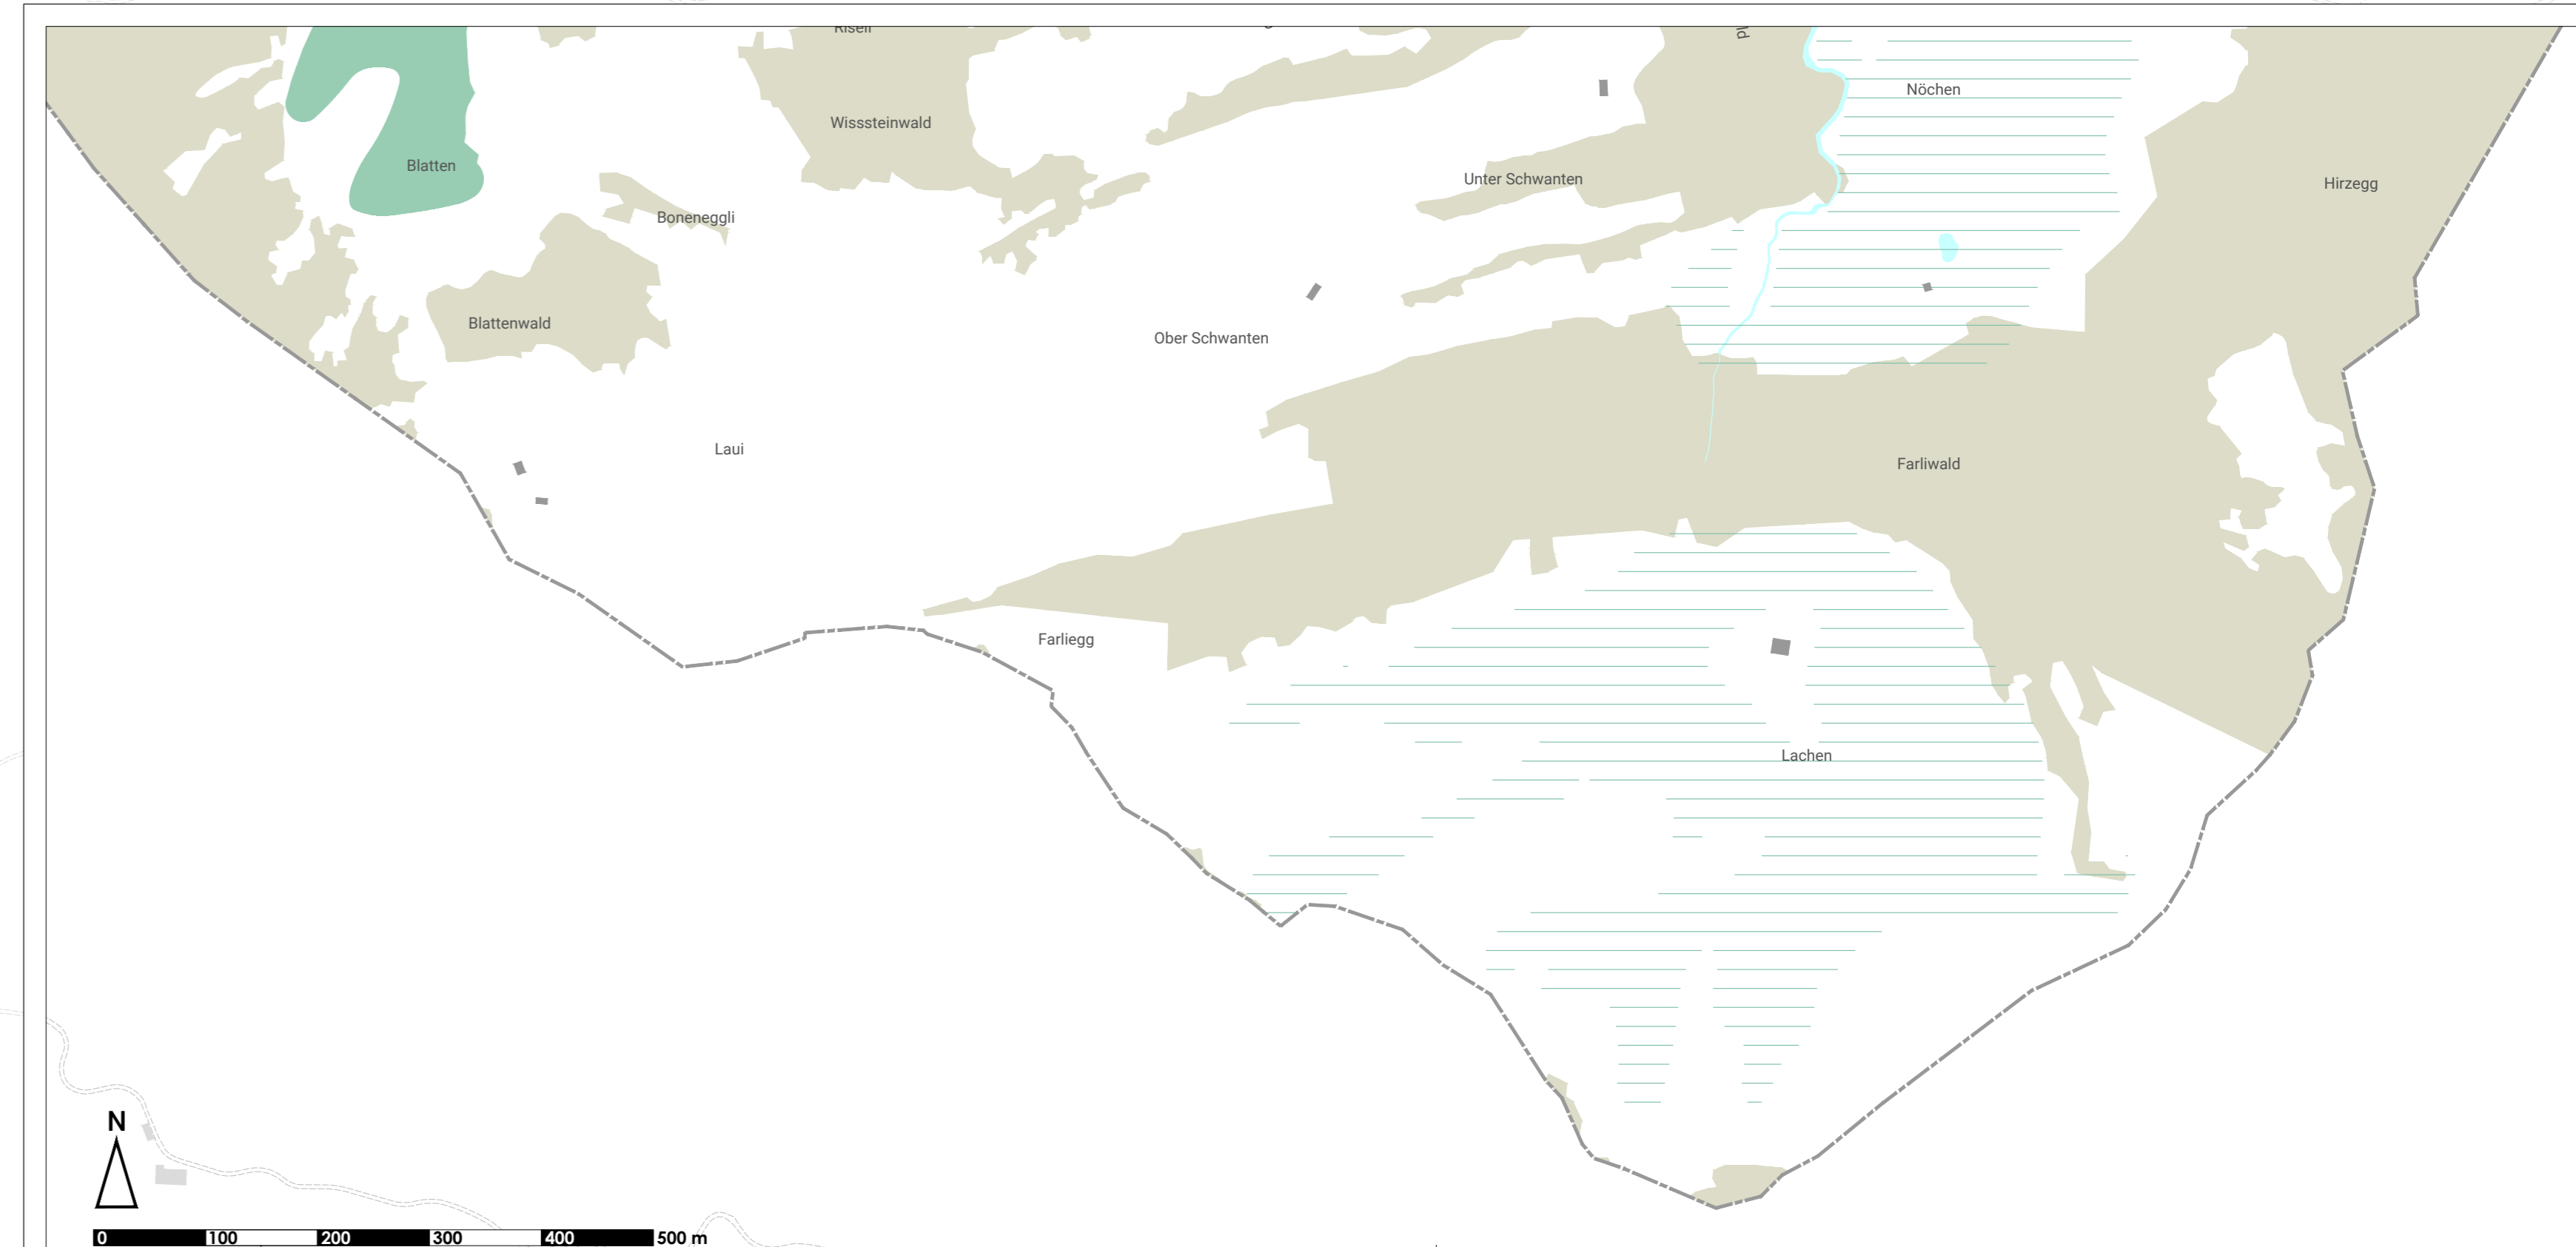 Riseli
Nöchen
Wisssteinwald
Blatten
Unter Schwanten
Hirzegg
Boneneggli
Blattenwald
Ober Schwanten
Laui
Farliwald
Farliegg
Lachen
N
0 100 200 300 400 500 m